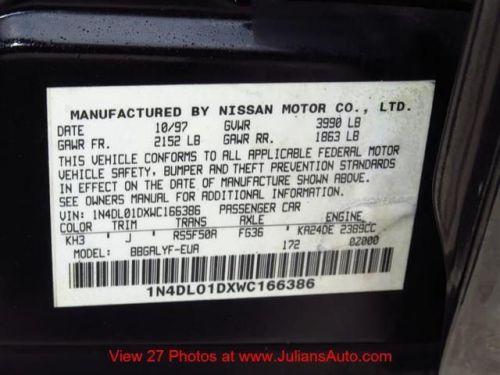 MANUFACTURED BY NISSAN MOTOR CO., LTD.
DATE 10/97 GVWR 3990 LB
GAWR FR. 2152 LB GAWR RR. 1863 LB
THIS VEHICLE CONFORMS TO ALL APPLICABLE FEDERAL MOTOR
VEHICLE SAFETY, BUMPER AND THEFT PREVENTION STANDARDS
IN EFFECT ON THE DATE OF MANUFACTURE SHOWN ABOVE.
SEE OWNERS MANUAL FOR ADDITIONAL INFORMATION.
VIN: 1N4DL01DXWC166386 PASSENGER CAR
COLOR TRIM TRANS AXLE ENGINE
KH3 J RS5F50A FG36 KA24DE 2389CC
MODEL: BBGALYF-EUA 172 0Z000
1N4DL01DXWC166386
View 27 Photos at www.JuliansAuto.com